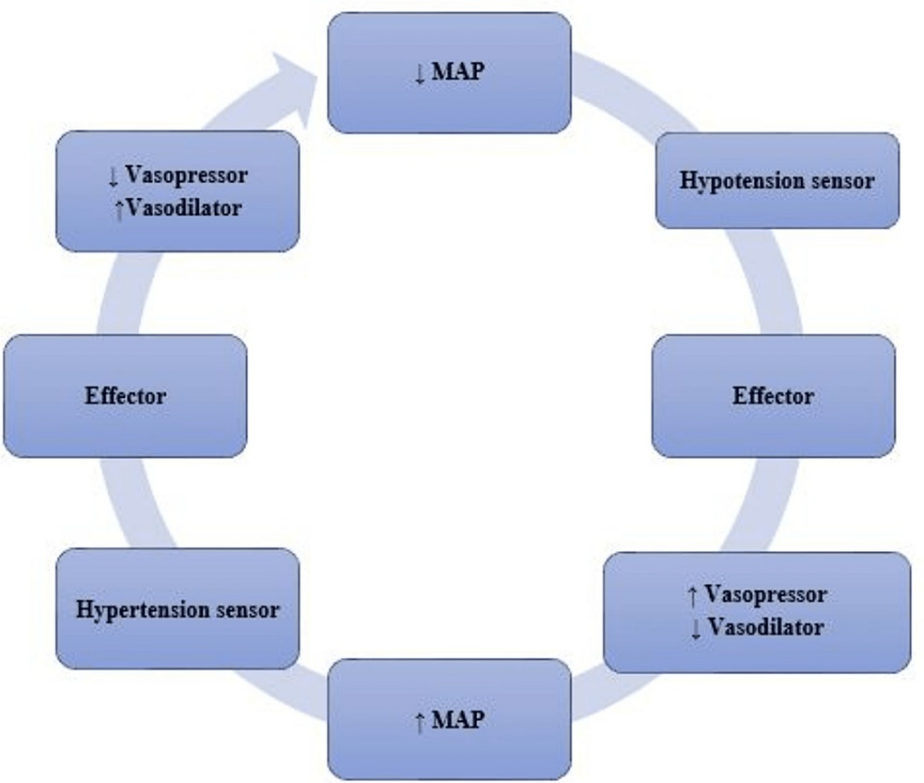 ↓ MAP
Hypotension sensor
Effector
↑ Vasopressor
↓ Vasodilator
↑ MAP
Hypertension sensor
Effector
↓ Vasopressor
↑Vasodilator